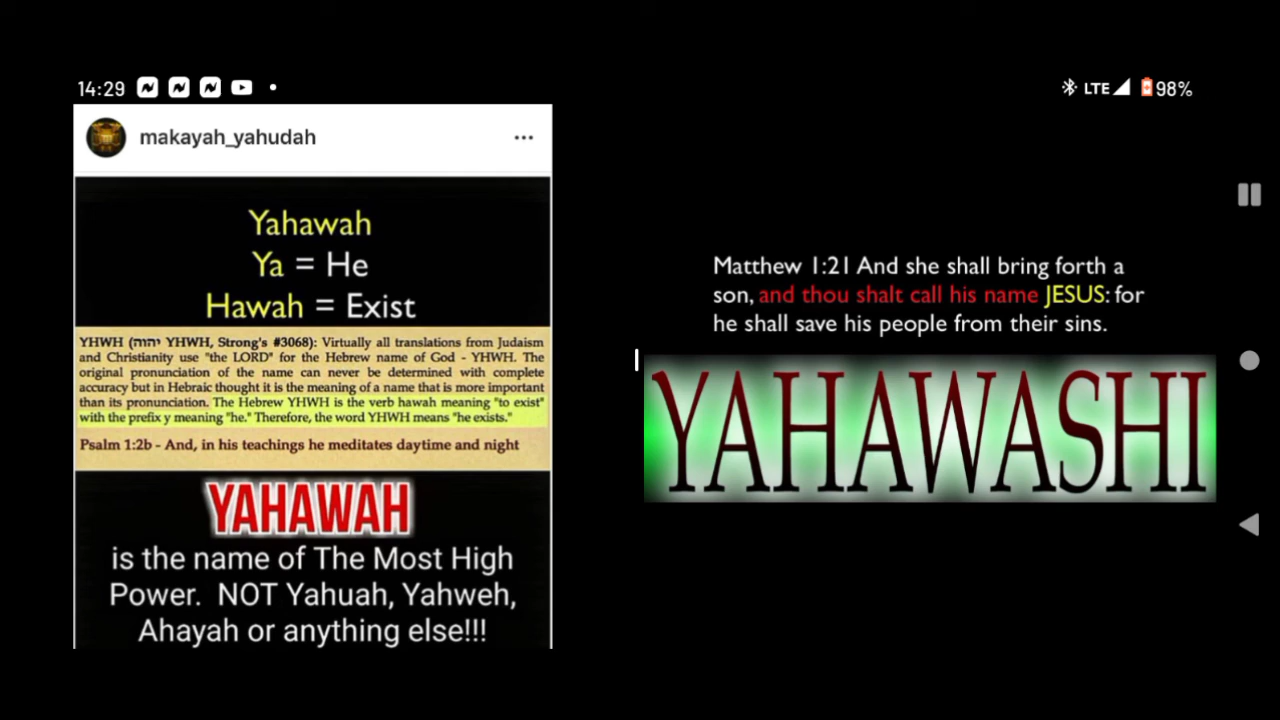 14:29
LTE 98%
makayah_yahudah
Yahawah
Ya = He
Hawah = Exist
YHWH (יהוה YHWH, Strong's #3068): Virtually all translations from Judaism
and Christianity use "the LORD" for the Hebrew name of God - YHWH. The
original pronunciation of the name can never be determined with complete
accuracy but in Hebraic thought it is the meaning of a name that is more important
than its pronunciation. The Hebrew YHWH is the verb hawah meaning "to exist"
with the prefix y meaning "he." Therefore, the word YHWH means "he exists."
Psalm 1:2b - And, in his teachings he meditates daytime and night
YAHAWAH
is the name of The Most High
Power. NOT Yahuah, Yahweh,
Ahayah or anything else!!!
Matthew 1:21 And she shall bring forth a
son, and thou shalt call his name JESUS: for
he shall save his people from their sins.
YAHAWASHI